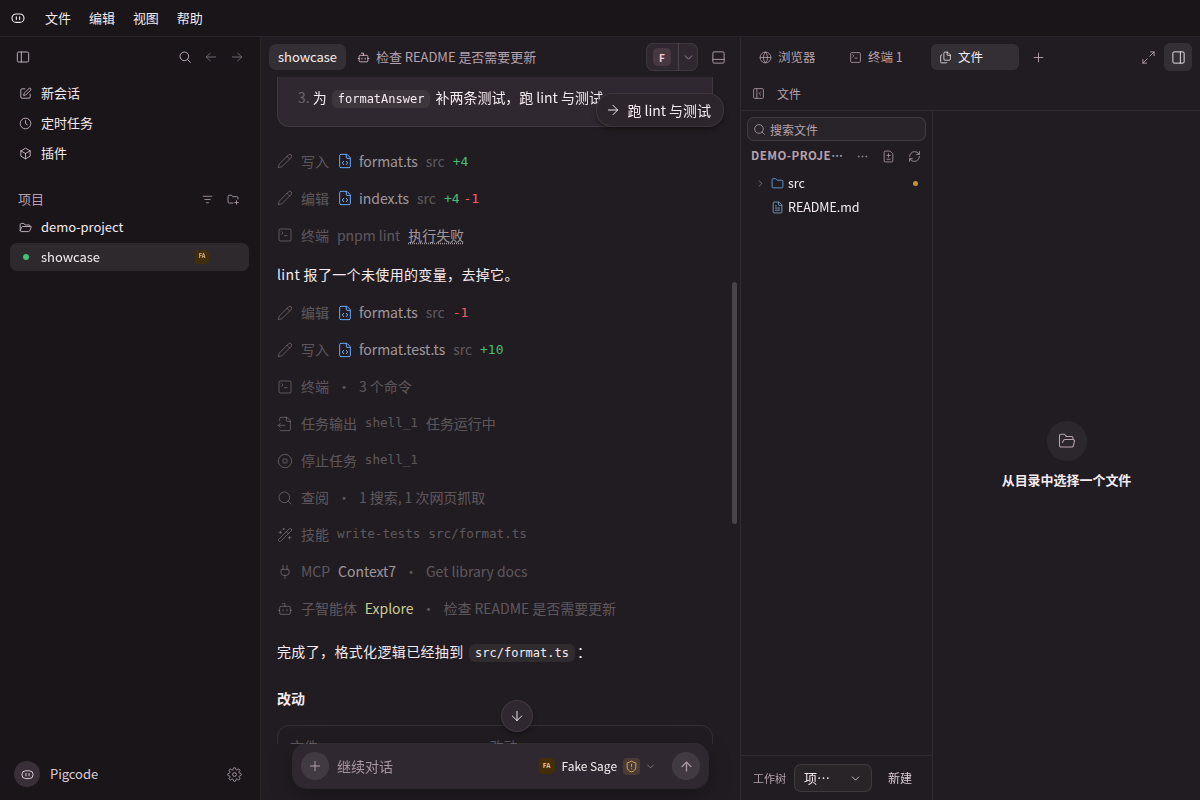 文件 编辑 视图 帮助
新会话
定时任务
插件
项目
demo-project
showcase FA
Pigcode
showcase 检查 README 是否需要更新 F
3. 为 formatAnswer 补两条测试，跑 lint 与测试
跑 lint 与测试
写入 format.ts src +4
编辑 index.ts src +4 -1
终端 pnpm lint 执行失败
lint 报了一个未使用的变量，去掉它。
编辑 format.ts src -1
写入 format.test.ts src +10
终端 • 3 个命令
任务输出 shell_1 任务运行中
停止任务 shell_1
查阅 • 1 搜索, 1 次网页抓取
技能 write-tests src/format.ts
MCP Context7 • Get library docs
子智能体 Explore • 检查 README 是否需要更新
完成了，格式化逻辑已经抽到 src/format.ts：
改动
文件 改动
继续对话 FA Fake Sage
浏览器 终端 1 文件
文件
搜索文件
DEMO-PROJE…
src
README.md
从目录中选择一个文件
工作树 项… 新建